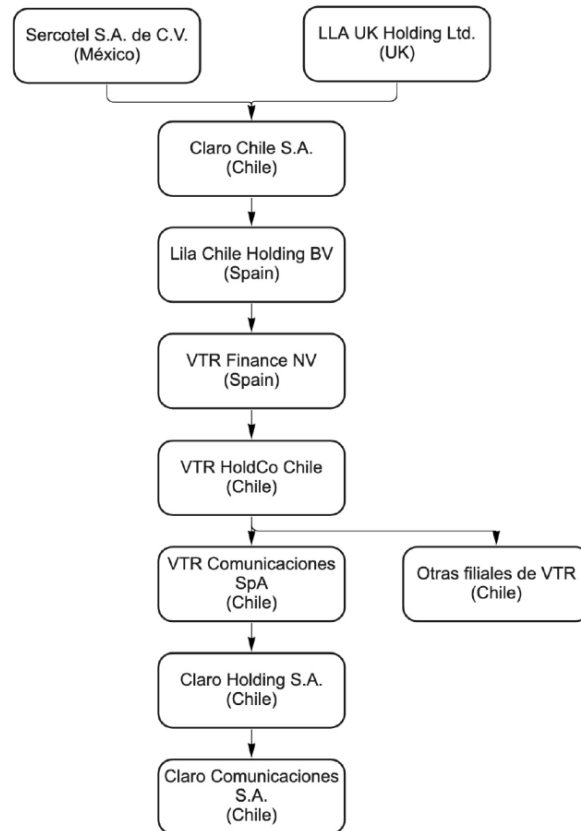 Sercotel S.A. de C.V.
(México)
LLA UK Holding Ltd.
(UK)
Claro Chile S.A.
(Chile)
Lila Chile Holding BV
(Spain)
VTR Finance NV
(Spain)
VTR HoldCo Chile
(Chile)
VTR Comunicaciones
SpA
(Chile)
Otras filiales de VTR
(Chile)
Claro Holding S.A.
(Chile)
Claro Comunicaciones
S.A.
(Chile)